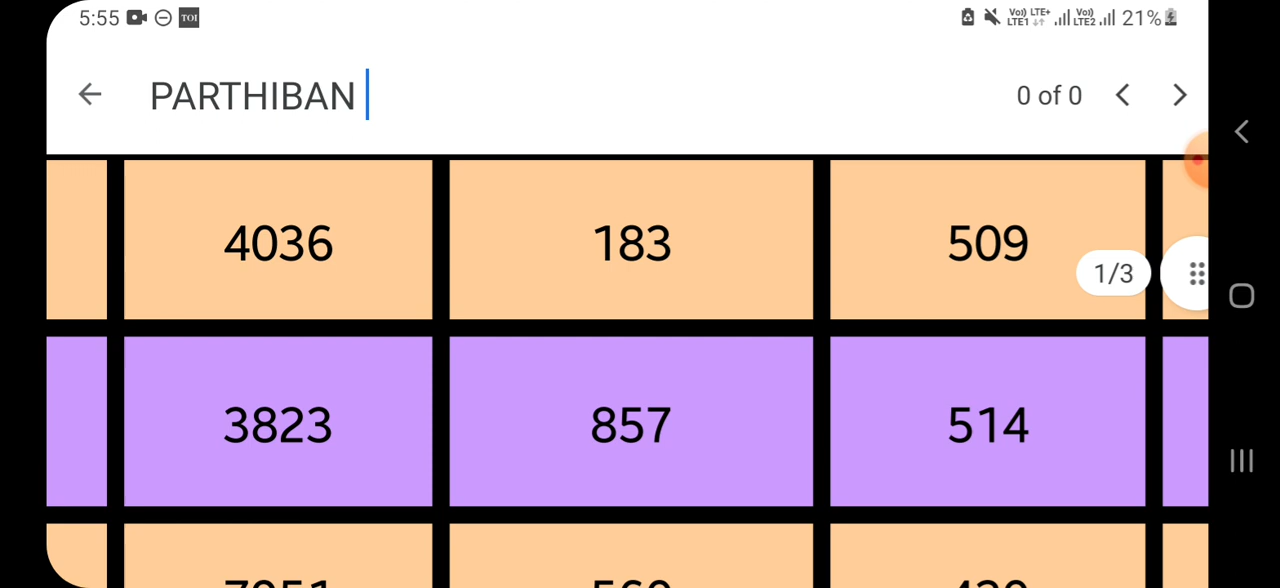 5:55 TOI Vo)) LTE1 LTE+ Vo)) LTE2 21%
PARTHIBAN 0 of 0
4036 183 509
1/3
3823 857 514